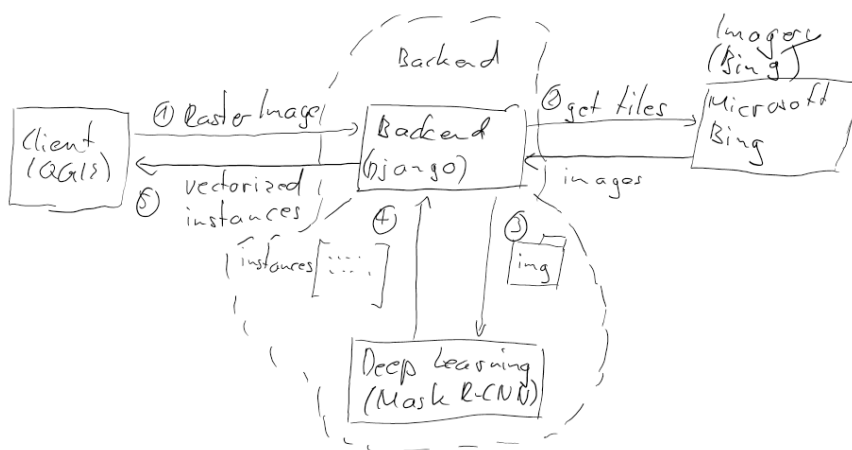 Backend
Imagery
(Bing)
① Raster Image
② get tiles
Client
(QGIS)
Backend
(Django)
Microsoft
Bing
⑤
vectorized
instances
images
④
③
instances
img
Deep Learning
(Mask R-CNN)